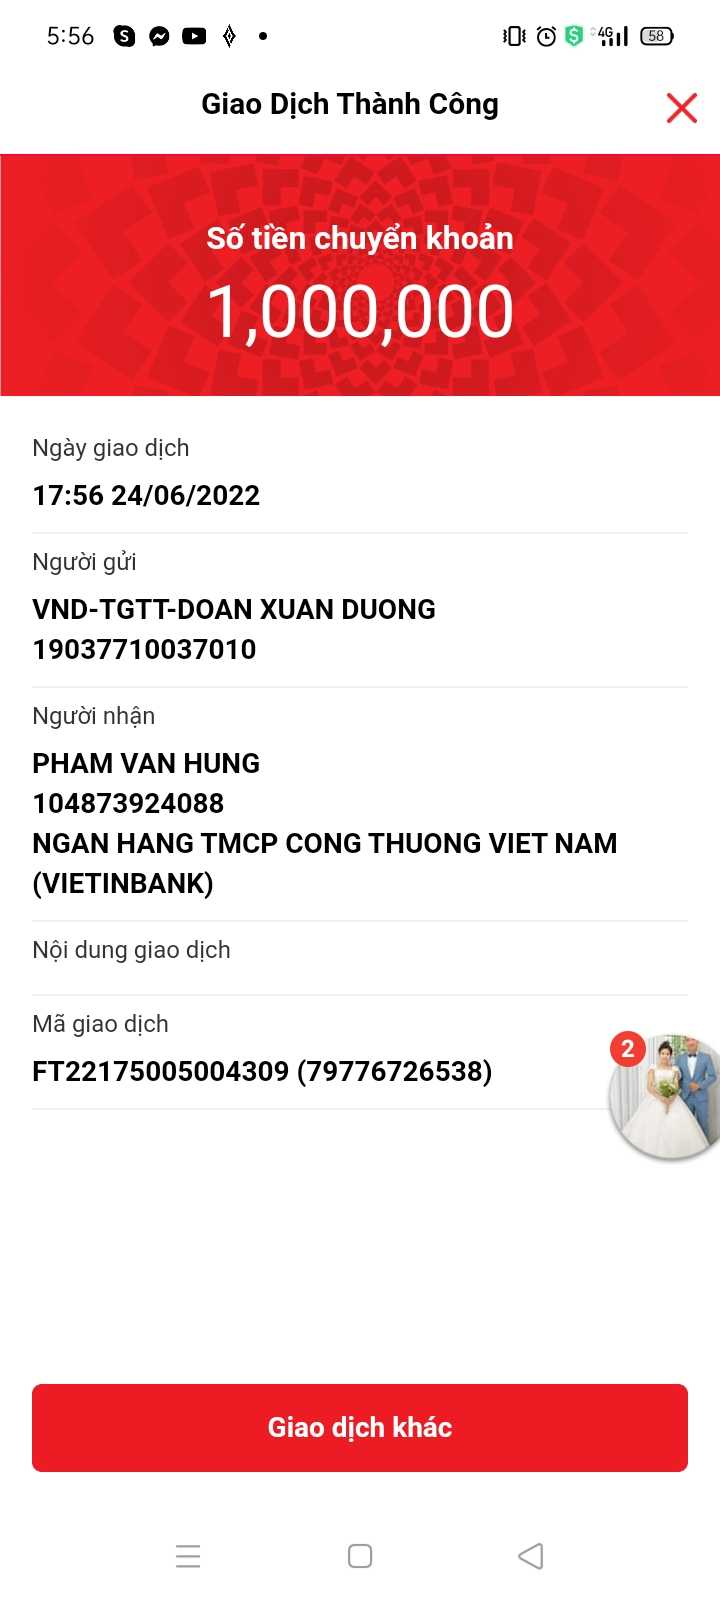 5:56
4G
58
Giao Dịch Thành Công
Số tiền chuyển khoản
1,000,000
Ngày giao dịch
17:56 24/06/2022
Người gửi
VND-TGTT-DOAN XUAN DUONG
19037710037010
Người nhận
PHAM VAN HUNG
104873924088
NGAN HANG TMCP CONG THUONG VIET NAM
(VIETINBANK)
Nội dung giao dịch
Mã giao dịch
FT22175005004309 (79776726538)
2
Giao dịch khác